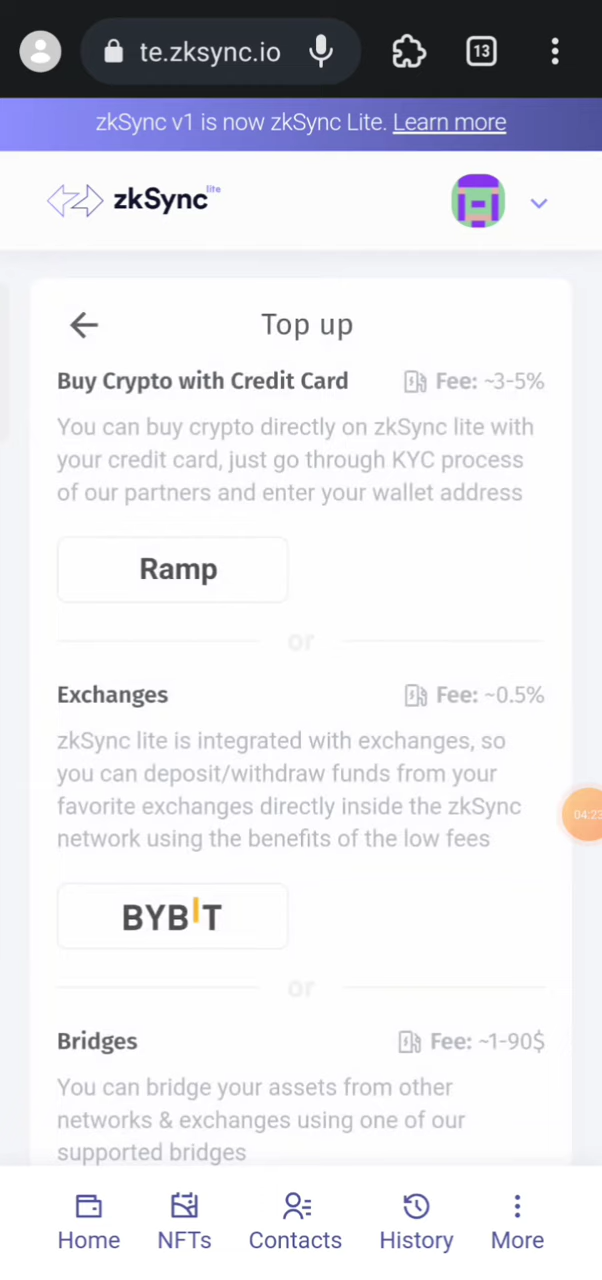 te.zksync.io
13
zkSync v1 is now zkSync Lite. Learn more
zkSync lite
Top up
Buy Crypto with Credit Card Fee: ~3-5%
You can buy crypto directly on zkSync lite with
your credit card, just go through KYC process
of our partners and enter your wallet address
Ramp
or
Exchanges Fee: ~0.5%
zkSync lite is integrated with exchanges, so
you can deposit/withdraw funds from your
favorite exchanges directly inside the zkSync
network using the benefits of the low fees
04:23
BYBIT
or
Bridges Fee: ~1-90$
You can bridge your assets from other
networks & exchanges using one of our
supported bridges
Home NFTs Contacts History More